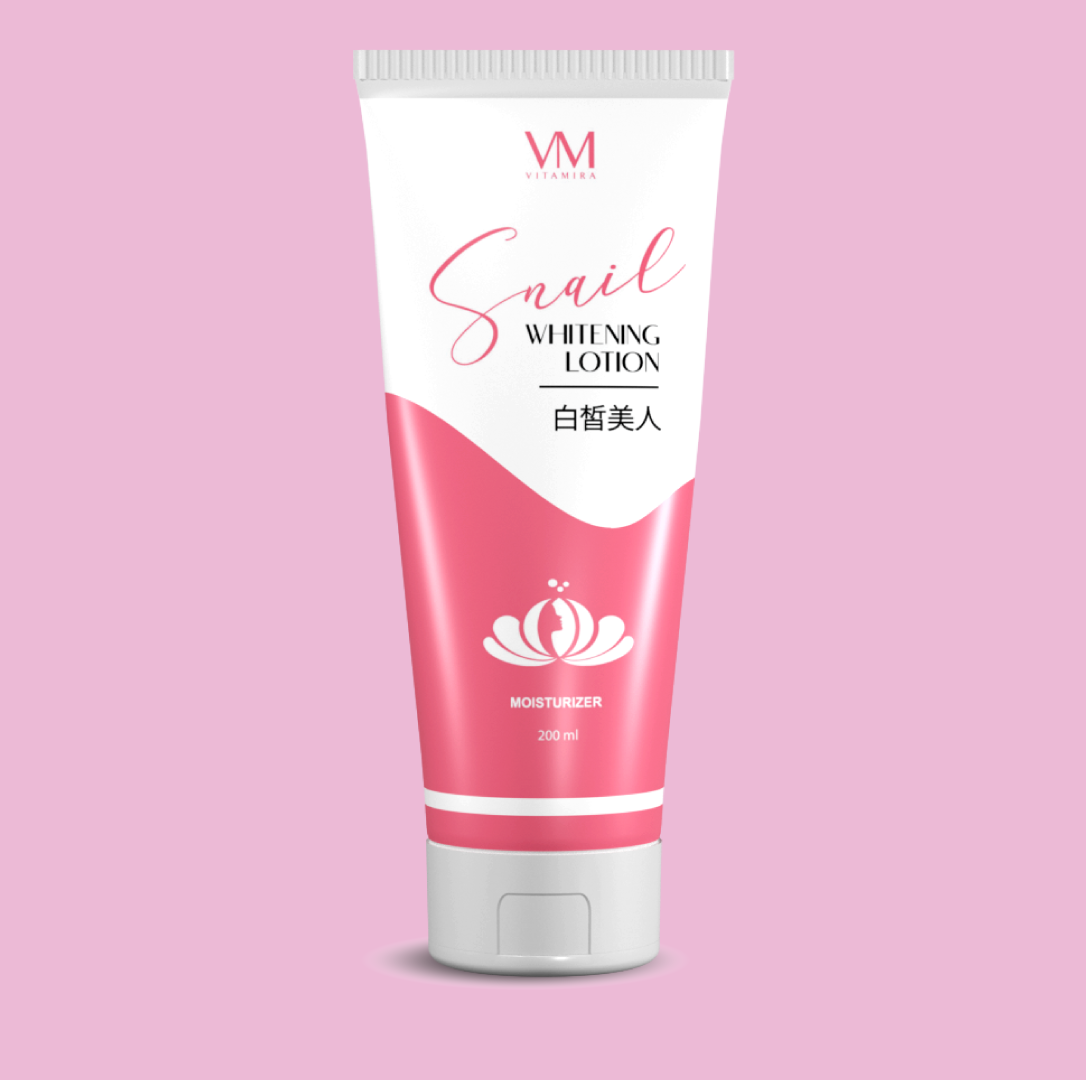 VM
VITAMIRA
Snail
WHITENING
LOTION
白皙美人
MOISTURIZER
200 ml